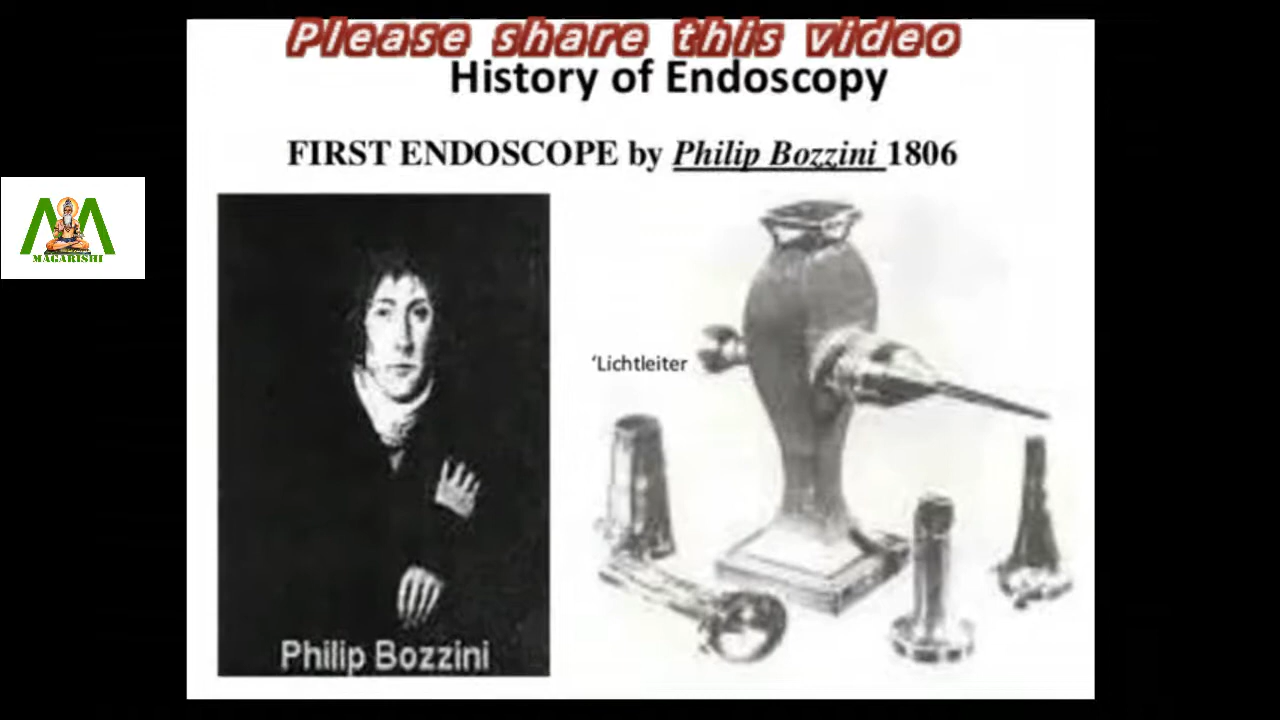 Please share this video
History of Endoscopy
FIRST ENDOSCOPE by Philip Bozzini 1806
MAGARISHI
‘Lichtleiter
Philip Bozzini